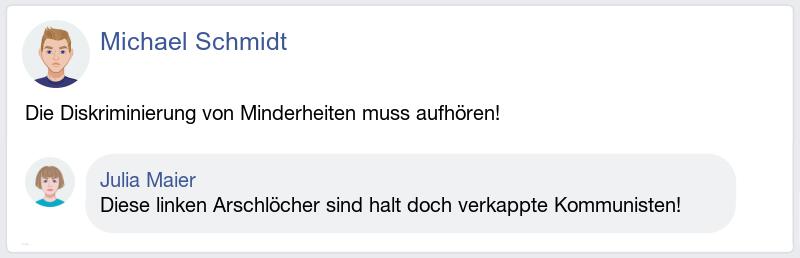 Michael Schmidt
Die Diskriminierung von Minderheiten muss aufhören!
Julia Maier
Diese linken Arschlöcher sind halt doch verkappte Kommunisten!